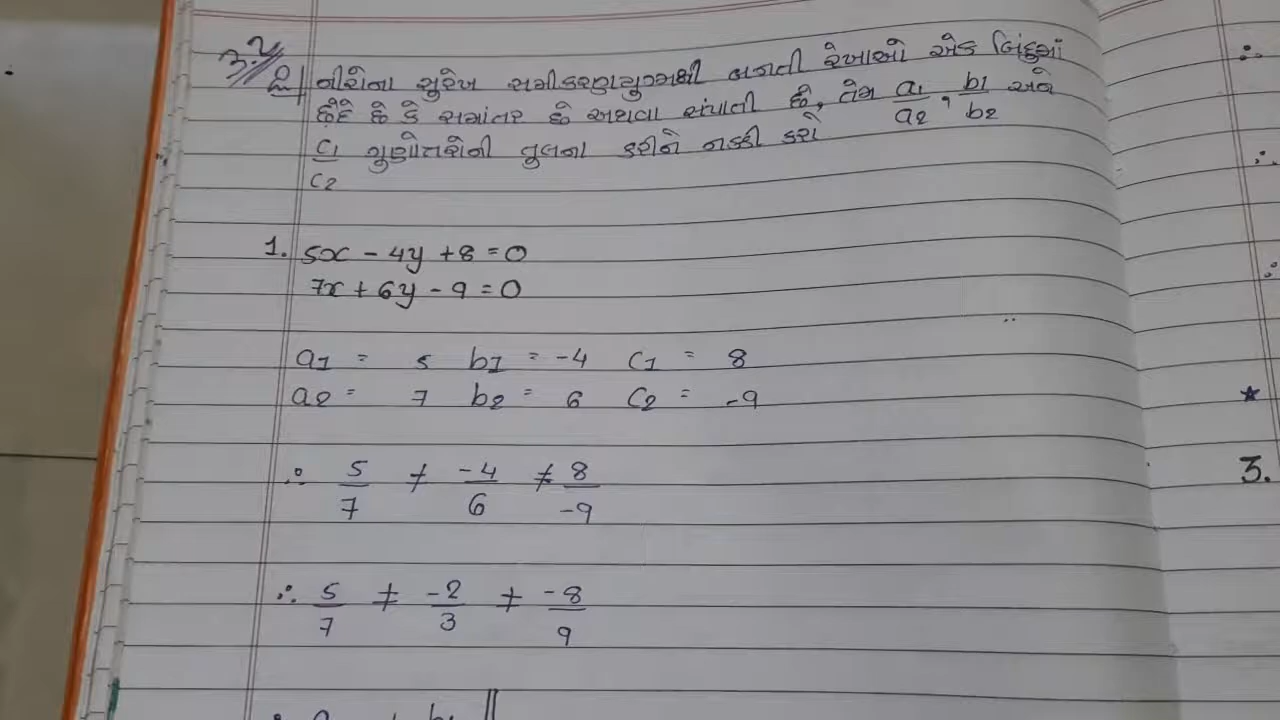 3.2
2| નીચેના સુરેખ સમીકરણયુગ્મથી બનતી રેખાઓ એક બિંદુમાં
છેદે છે કે સમાંતર છે અથવા સંપાતી છે, તેમ a1/a2, b1/b2 અને
c1/c2 ગુણોત્તરોની તુલના કરીને નક્કી કરો
1. 5x - 4y + 8 = 0
7x + 6y - 9 = 0
a1 = 5 b1 = -4 c1 = 8
a2 = 7 b2 = 6 c2 = -9
∴ 5/7 ≠ -4/6 ≠ 8/-9
∴ 5/7 ≠ -2/3 ≠ -8/9
3.